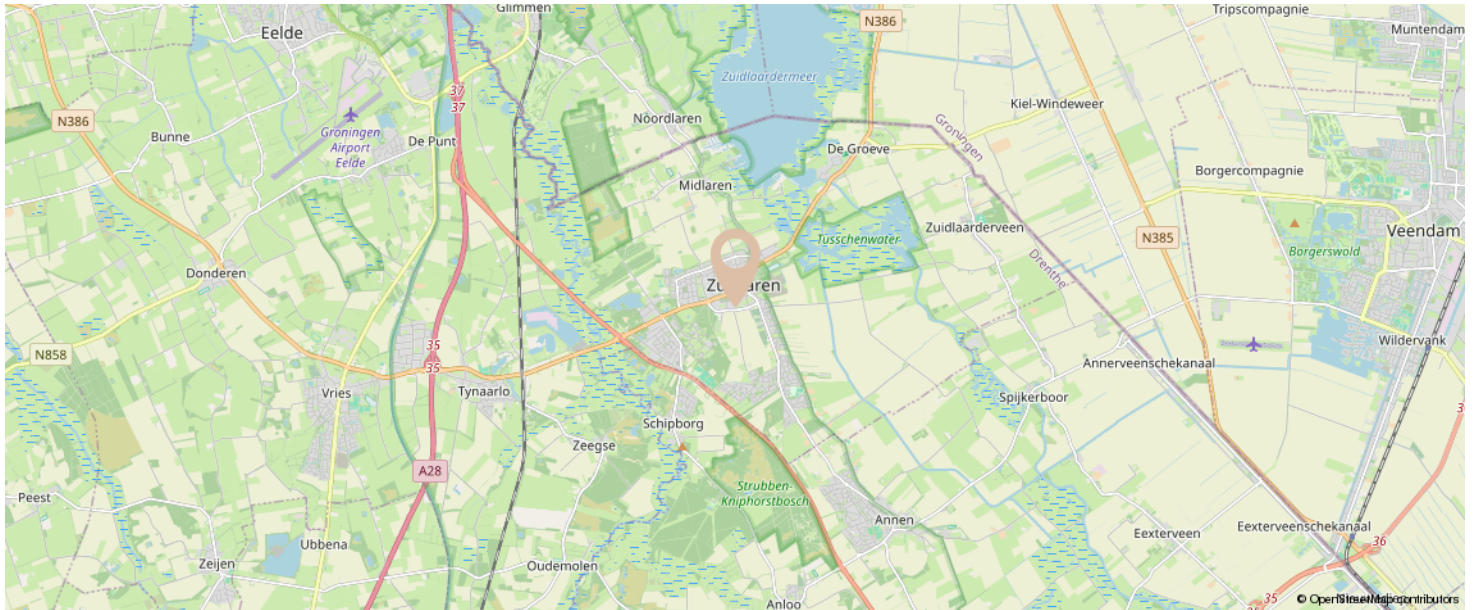 Glimmen
Tripscompagnie
N386
Muntendam
Eelde
Zuidlaardermeer
37
37
Kiel-Windeweer
N386
Noordlaren
Groningen
Bunne
Groningen
Airport
Eelde
De Punt
De Groeve
Borgercompagnie
Midlaren
Zuidlaarderveen
Veendam
N385
Tusschenwater
Borgerswold
Donderen
Drenthe
N858
35
35
Wildervank
Annerveenschekanaal
Vries
Tynaarlo
Spijkerboor
Schipborg
Zeegse
A28
Strubben-
Kniphorstbosch
Peest
Annen
Eexterveen
Eexterveenschekanaal
36
Ubbena
Zeijen
Oudemolen
Anloo
35
© OpenStreetMap contributors